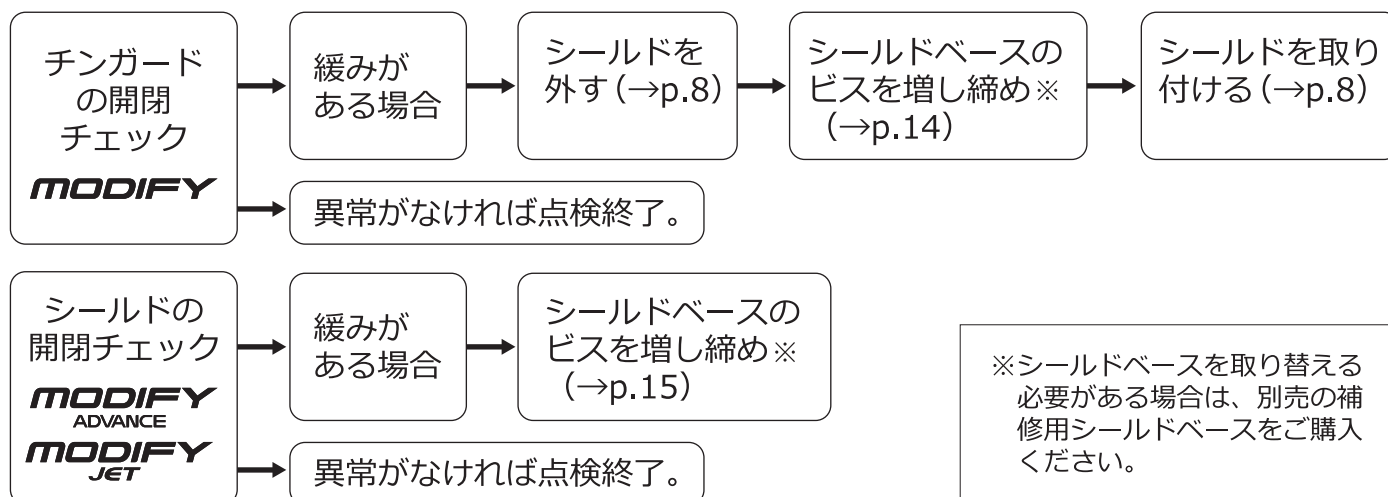 チンガード
の開閉
チェック
MODIFY
緩みが
ある場合
シールドを
外す(→p.8)
シールドベースの
ビスを増し締め※
(→p.14)
シールドを取り
付ける(→p.8)
異常がなければ点検終了。
シールドの
開閉チェック
MODIFY
ADVANCE
MODIFY
JET
緩みが
ある場合
シールドベースの
ビスを増し締め※
(→p.15)
異常がなければ点検終了。
※シールドベースを取り替える
必要がある場合は、別売の補
修用シールドベースをご購入
ください。